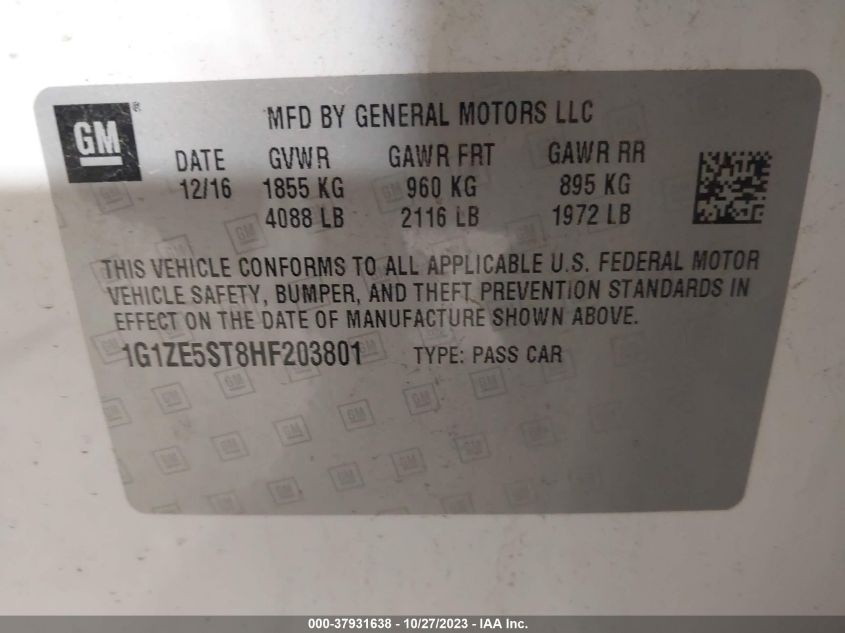 GM ® MFD BY GENERAL MOTORS LLC
DATE GVWR GAWR FRT GAWR RR
12/16 1855 KG 960 KG 895 KG
4088 LB 2116 LB 1972 LB
THIS VEHICLE CONFORMS TO ALL APPLICABLE U.S. FEDERAL MOTOR
VEHICLE SAFETY, BUMPER, AND THEFT PREVENTION STANDARDS IN
EFFECT ON THE DATE OF MANUFACTURE SHOWN ABOVE.
1G1ZE5ST8HF203801 TYPE: PASS CAR
000-37931638 - 10/27/2023 - IAA Inc.